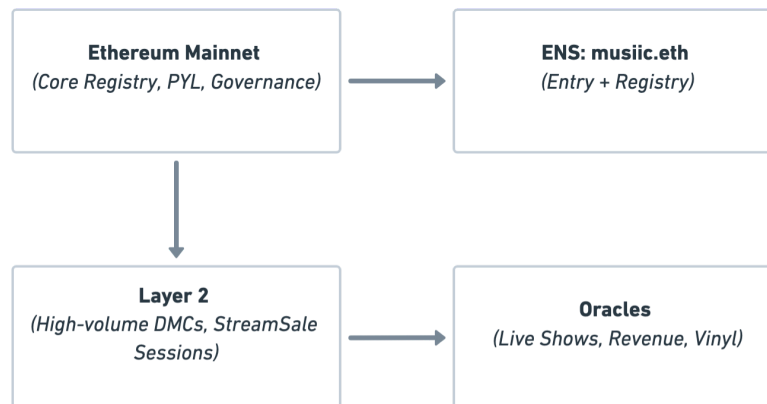 Ethereum Mainnet
(Core Registry, PYL, Governance)
ENS: musiic.eth
(Entry + Registry)
Layer 2
(High-volume DMCs, StreamSale
Sessions)
Oracles
(Live Shows, Revenue, Vinyl)